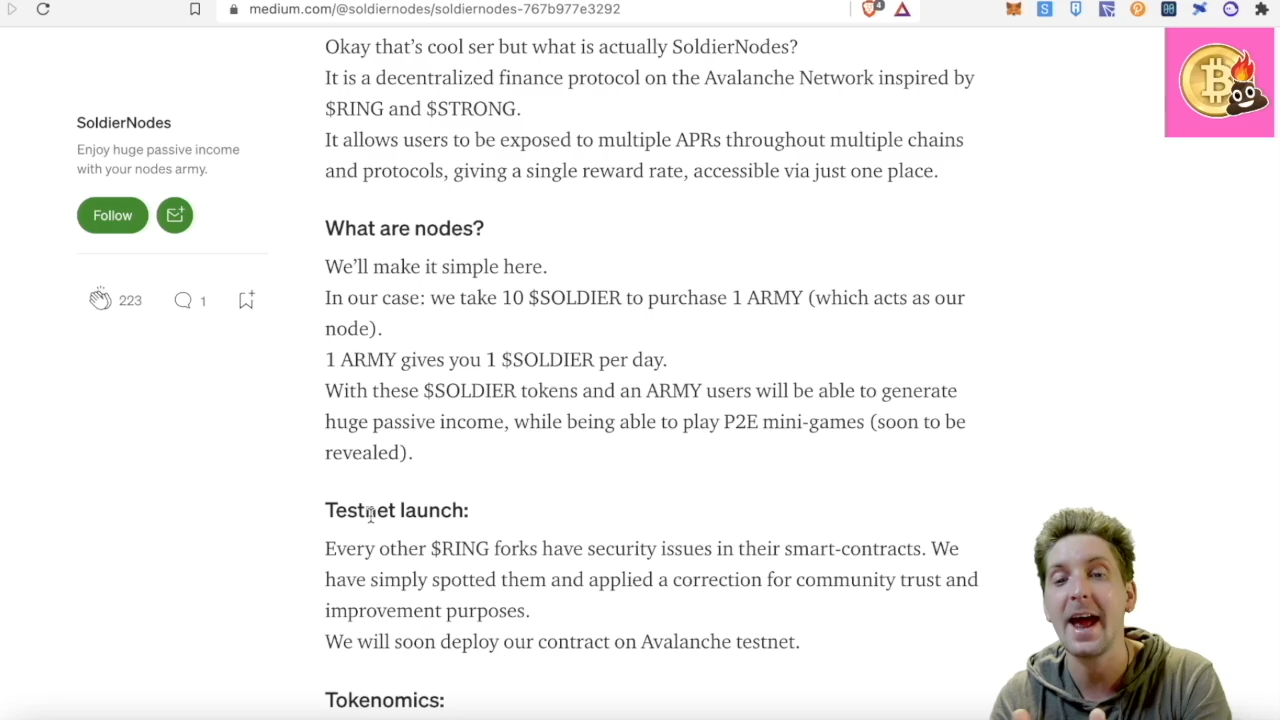 medium.com/@soldiernodes/soldiernodes-767b977e3292
4
Okay that's cool ser but what is actually SoldierNodes?
It is a decentralized finance protocol on the Avalanche Network inspired by
$RING and $STRONG.
It allows users to be exposed to multiple APRs throughout multiple chains
and protocols, giving a single reward rate, accessible via just one place.
SoldierNodes
Enjoy huge passive income
with your nodes army.
Follow
223
1
What are nodes?
We'll make it simple here.
In our case: we take 10 $SOLDIER to purchase 1 ARMY (which acts as our
node).
1 ARMY gives you 1 $SOLDIER per day.
With these $SOLDIER tokens and an ARMY users will be able to generate
huge passive income, while being able to play P2E mini-games (soon to be
revealed).
Testnet launch:
Every other $RING forks have security issues in their smart-contracts. We
have simply spotted them and applied a correction for community trust and
improvement purposes.
We will soon deploy our contract on Avalanche testnet.
Tokenomics: